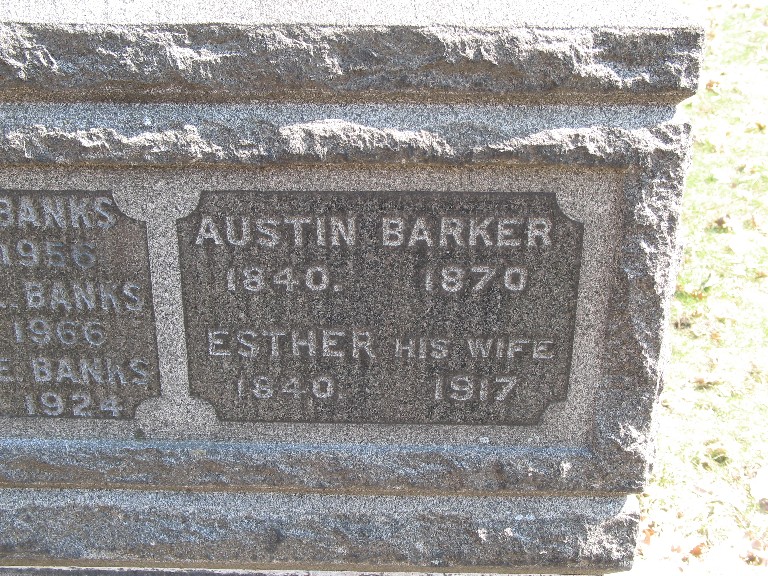 BANKS
1956
L. BANKS
1966
E. BANKS
1924
AUSTIN BARKER
1840. 1870
ESTHER HIS WIFE
1840. 1917